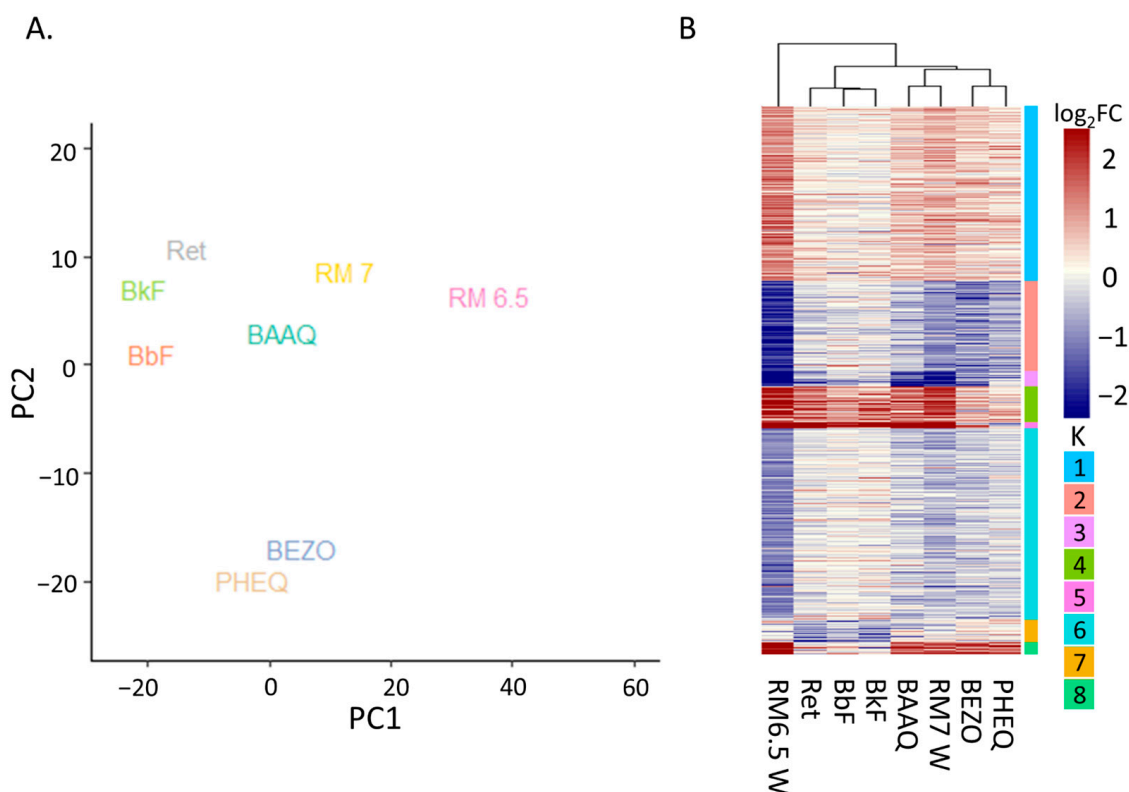 A.
B
20
10
0
−10
−20
PC2
Ret
BkF
BbF
RM 7
RM 6.5
BAAQ
BEZO
PHEQ
−20
0
20
40
60
PC1
log₂FC
2
1
0
−1
−2
K
1
2
3
4
5
6
7
8
RM6.5 W
Ret
BbF
BkF
BAAQ
RM7 W
BEZO
PHEQ